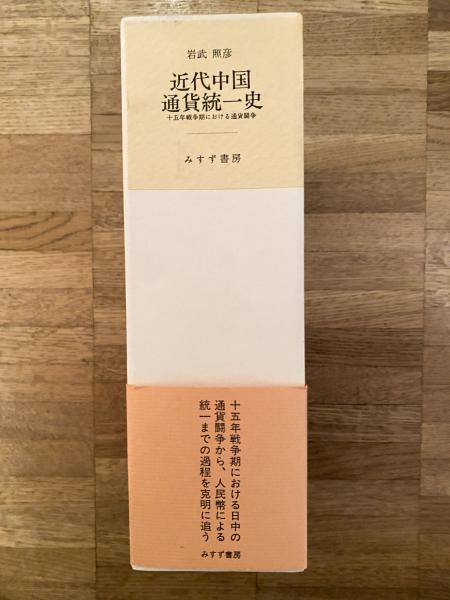 岩武 照彦
近代中国
通貨統一史
十五年戦争期における通貨闘争
みすず書房
十五年戦争期における日中の
通貨闘争から、人民幣による
統一までの過程を克明に追う
みすず書房